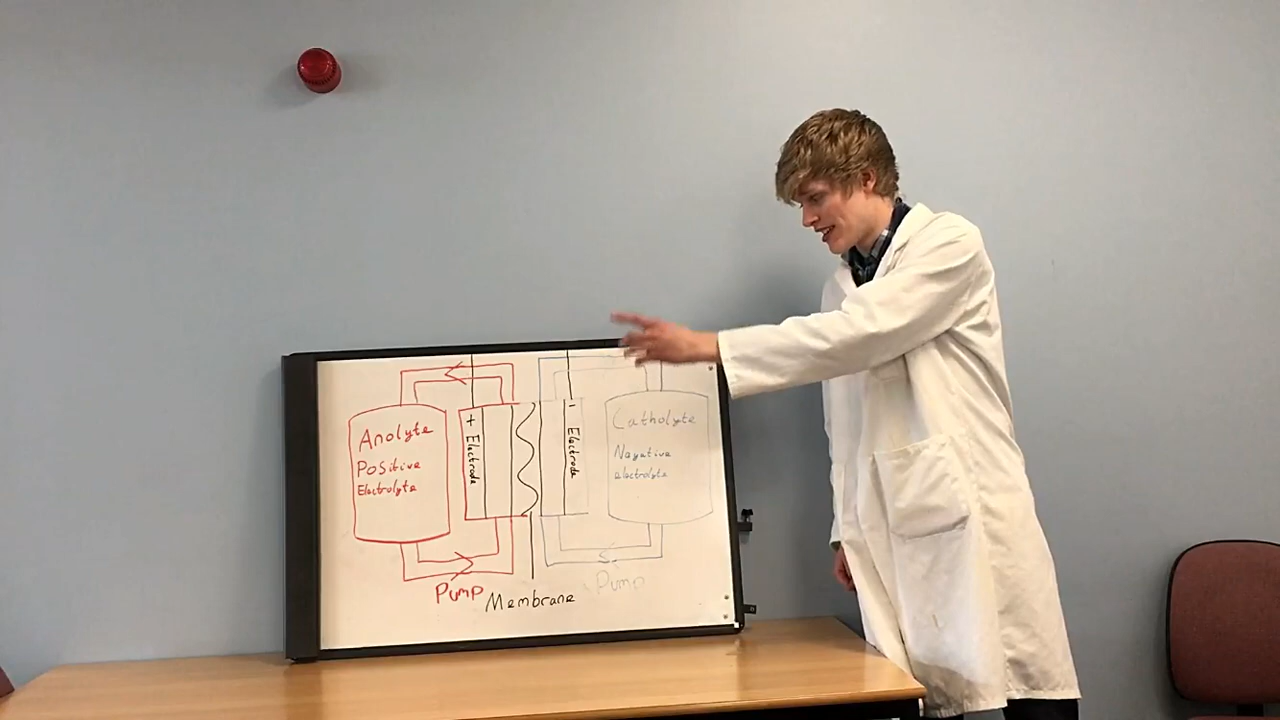 Anolyte
Positive
Electrolyte
+ Electrode
- Electrode
Catholyte
Negative
electrolyte
Pump
Membrane
Pump